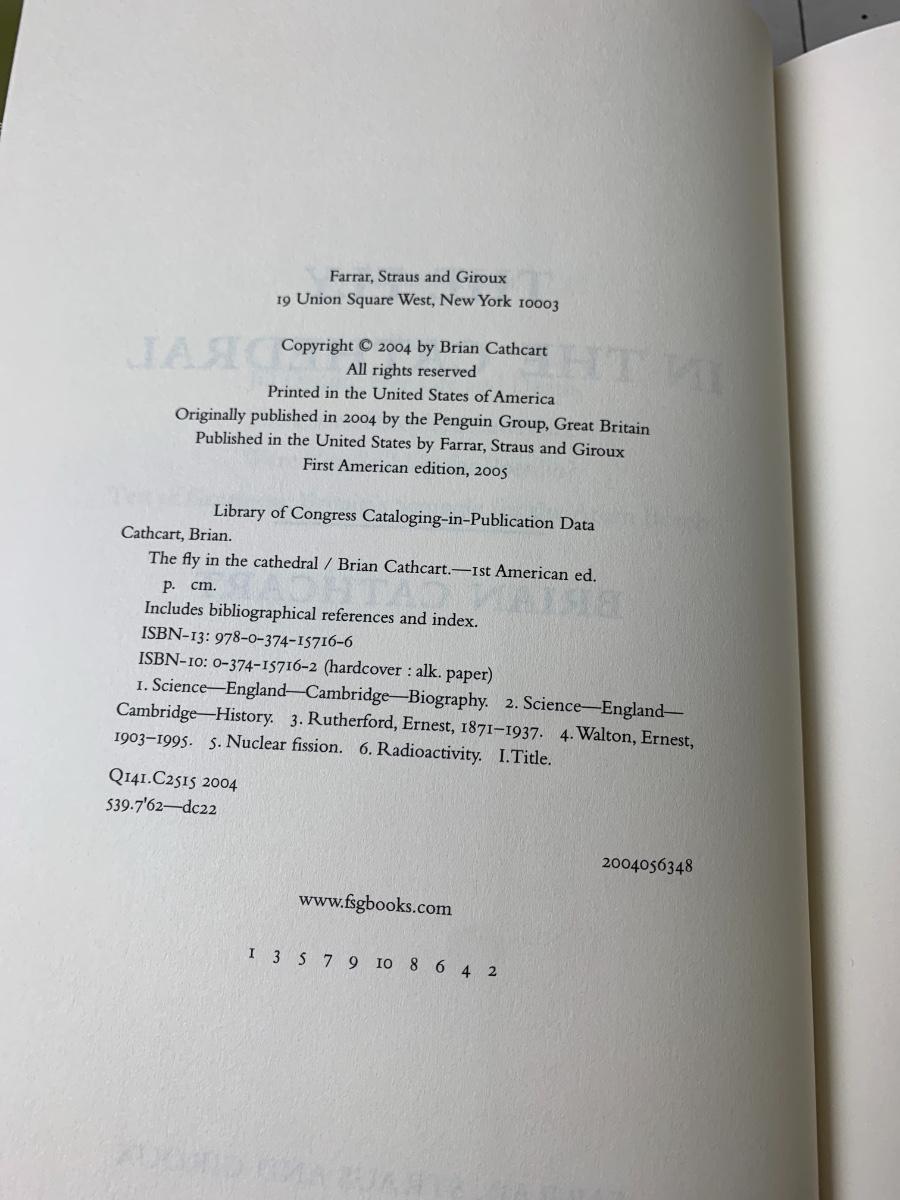 Farrar, Straus and Giroux
19 Union Square West, New York 10003
Copyright © 2004 by Brian Cathcart
All rights reserved
Printed in the United States of America
Originally published in 2004 by the Penguin Group, Great Britain
Published in the United States by Farrar, Straus and Giroux
First American edition, 2005
Library of Congress Cataloging-in-Publication Data
Cathcart, Brian.
The fly in the cathedral / Brian Cathcart.—1st American ed.
p. cm.
Includes bibliographical references and index.
ISBN-13: 978-0-374-15716-6
ISBN-10: 0-374-15716-2 (hardcover : alk. paper)
1. Science—England—Cambridge—Biography. 2. Science—England—
Cambridge—History. 3. Rutherford, Ernest, 1871–1937. 4. Walton, Ernest,
1903–1995. 5. Nuclear fission. 6. Radioactivity. I. Title.
Q141.C2515 2004
539.7'62—dc22
2004056348
www.fsgbooks.com
1 3 5 7 9 10 8 6 4 2